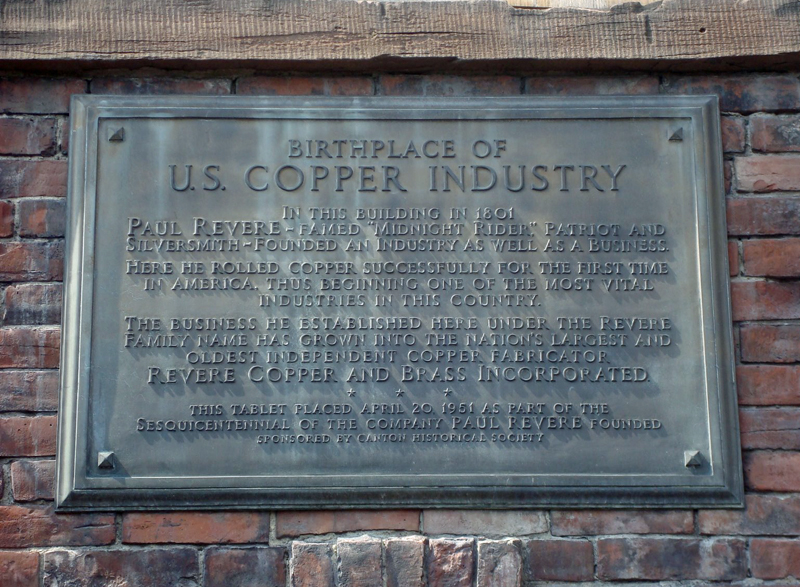 BIRTHPLACE OF
U.S. COPPER INDUSTRY
IN THIS BUILDING IN 1801
PAUL REVERE ~ FAMED "MIDNIGHT RIDER," PATRIOT AND
SILVERSMITH ~ FOUNDED AN INDUSTRY AS WELL AS A BUSINESS.
HERE HE ROLLED COPPER SUCCESSFULLY FOR THE FIRST TIME
IN AMERICA, THUS BEGINNING ONE OF THE MOST VITAL
INDUSTRIES IN THIS COUNTRY.
THE BUSINESS HE ESTABLISHED HERE UNDER THE REVERE
FAMILY NAME HAS GROWN INTO THE NATION'S LARGEST AND
OLDEST INDEPENDENT COPPER FABRICATOR
REVERE COPPER AND BRASS INCORPORATED.
* * *
THIS TABLET PLACED APRIL 20, 1951 AS PART OF THE
SESQUICENTENNIAL OF THE COMPANY PAUL REVERE FOUNDED
SPONSORED BY CANTON HISTORICAL SOCIETY